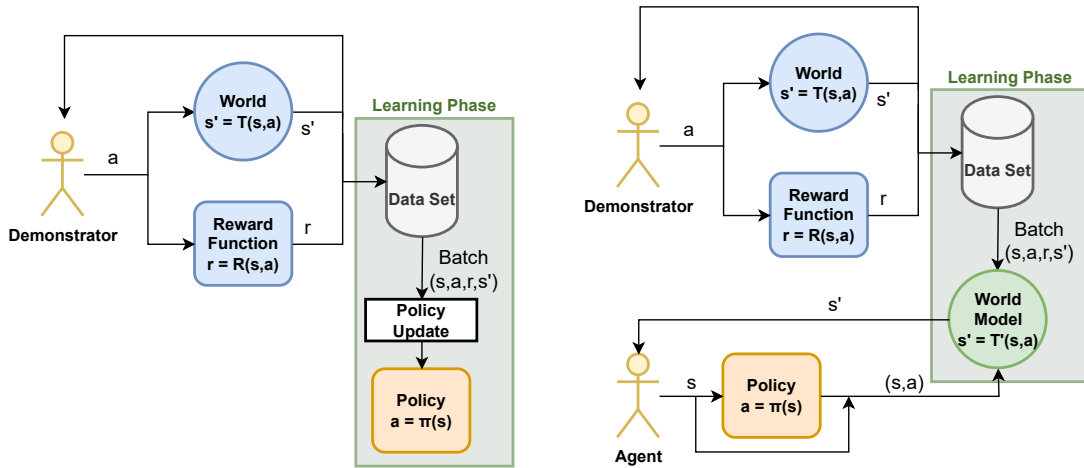 World
s' = T(s,a)
s'
a
Demonstrator
Reward
Function
r = R(s,a)
r
Learning Phase
Data Set
Batch
(s,a,r,s')
Policy
Update
Policy
a = π(s)
World
s' = T(s,a)
s'
a
Demonstrator
Reward
Function
r = R(s,a)
r
Learning Phase
Data Set
Batch
(s,a,r,s')
World
Model
s' = T'(s,a)
s'
s
Policy
a = π(s)
(s,a)
Agent